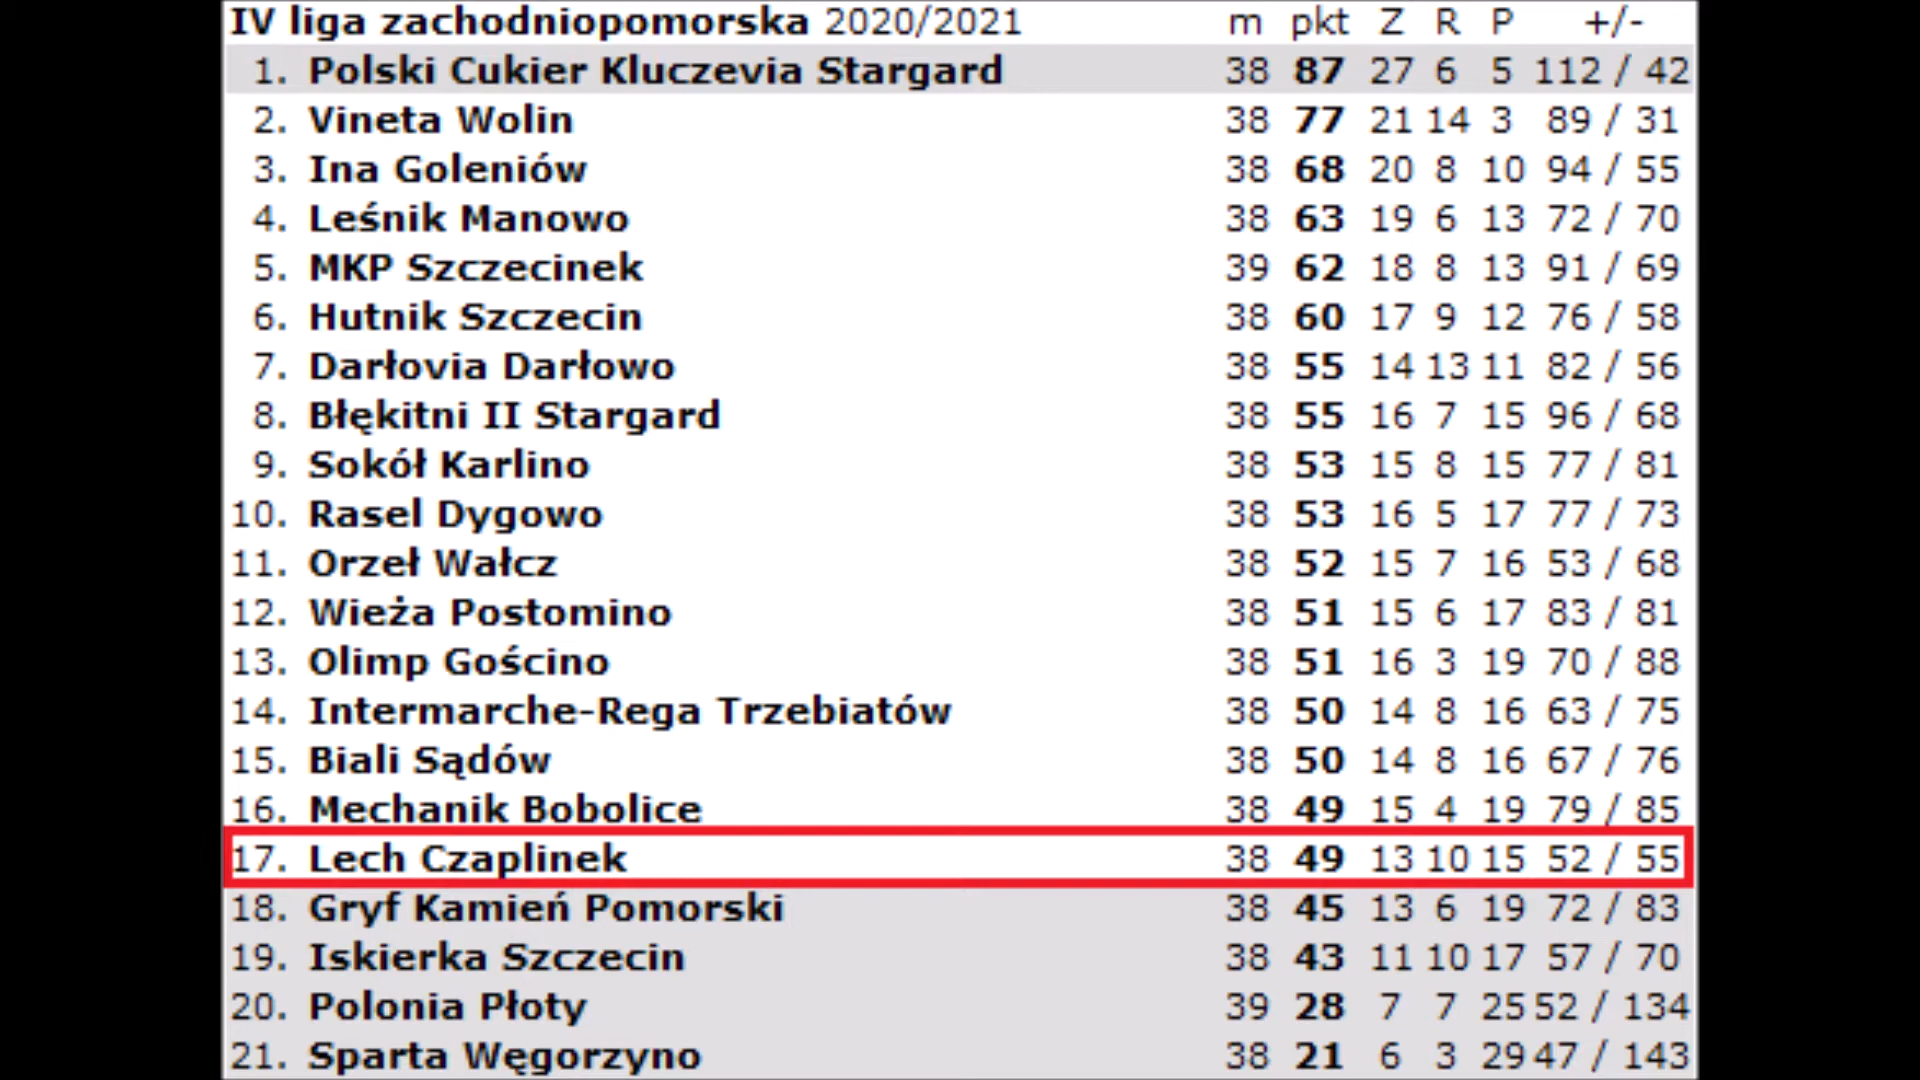 IV liga zachodniopomorska 2020/2021 m pkt Z R P +/-
1. Polski Cukier Kluczevia Stargard 38 87 27 6 5 112 / 42
2. Vineta Wolin 38 77 21 14 3 89 / 31
3. Ina Goleniów 38 68 20 8 10 94 / 55
4. Leśnik Manowo 38 63 19 6 13 72 / 70
5. MKP Szczecinek 39 62 18 8 13 91 / 69
6. Hutnik Szczecin 38 60 17 9 12 76 / 58
7. Darłovia Darłowo 38 55 14 13 11 82 / 56
8. Błękitni II Stargard 38 55 16 7 15 96 / 68
9. Sokół Karlino 38 53 15 8 15 77 / 81
10. Rasel Dygowo 38 53 16 5 17 77 / 73
11. Orzeł Wałcz 38 52 15 7 16 53 / 68
12. Wieża Postomino 38 51 15 6 17 83 / 81
13. Olimp Gościno 38 51 16 3 19 70 / 88
14. Intermarche-Rega Trzebiatów 38 50 14 8 16 63 / 75
15. Biali Sądów 38 50 14 8 16 67 / 76
16. Mechanik Bobolice 38 49 15 4 19 79 / 85
17. Lech Czaplinek 38 49 13 10 15 52 / 55
18. Gryf Kamień Pomorski 38 45 13 6 19 72 / 83
19. Iskierka Szczecin 38 43 11 10 17 57 / 70
20. Polonia Płoty 39 28 7 7 25 52 / 134
21. Sparta Węgorzyno 38 21 6 3 29 47 / 143